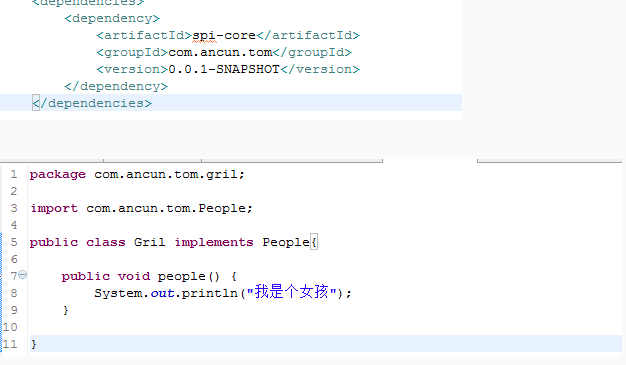 <dependencies>
<dependency>
<artifactId>spi-core</artifactId>
<groupId>com.ancun.tom</groupId>
<version>0.0.1-SNAPSHOT</version>
</dependency>
</dependencies>
1 package com.ancun.tom.gril;
2
3 import com.ancun.tom.People;
4
5 public class Gril implements People{
6
7 public void people() {
8 System.out.println("我是个女孩");
9 }
10
11 }